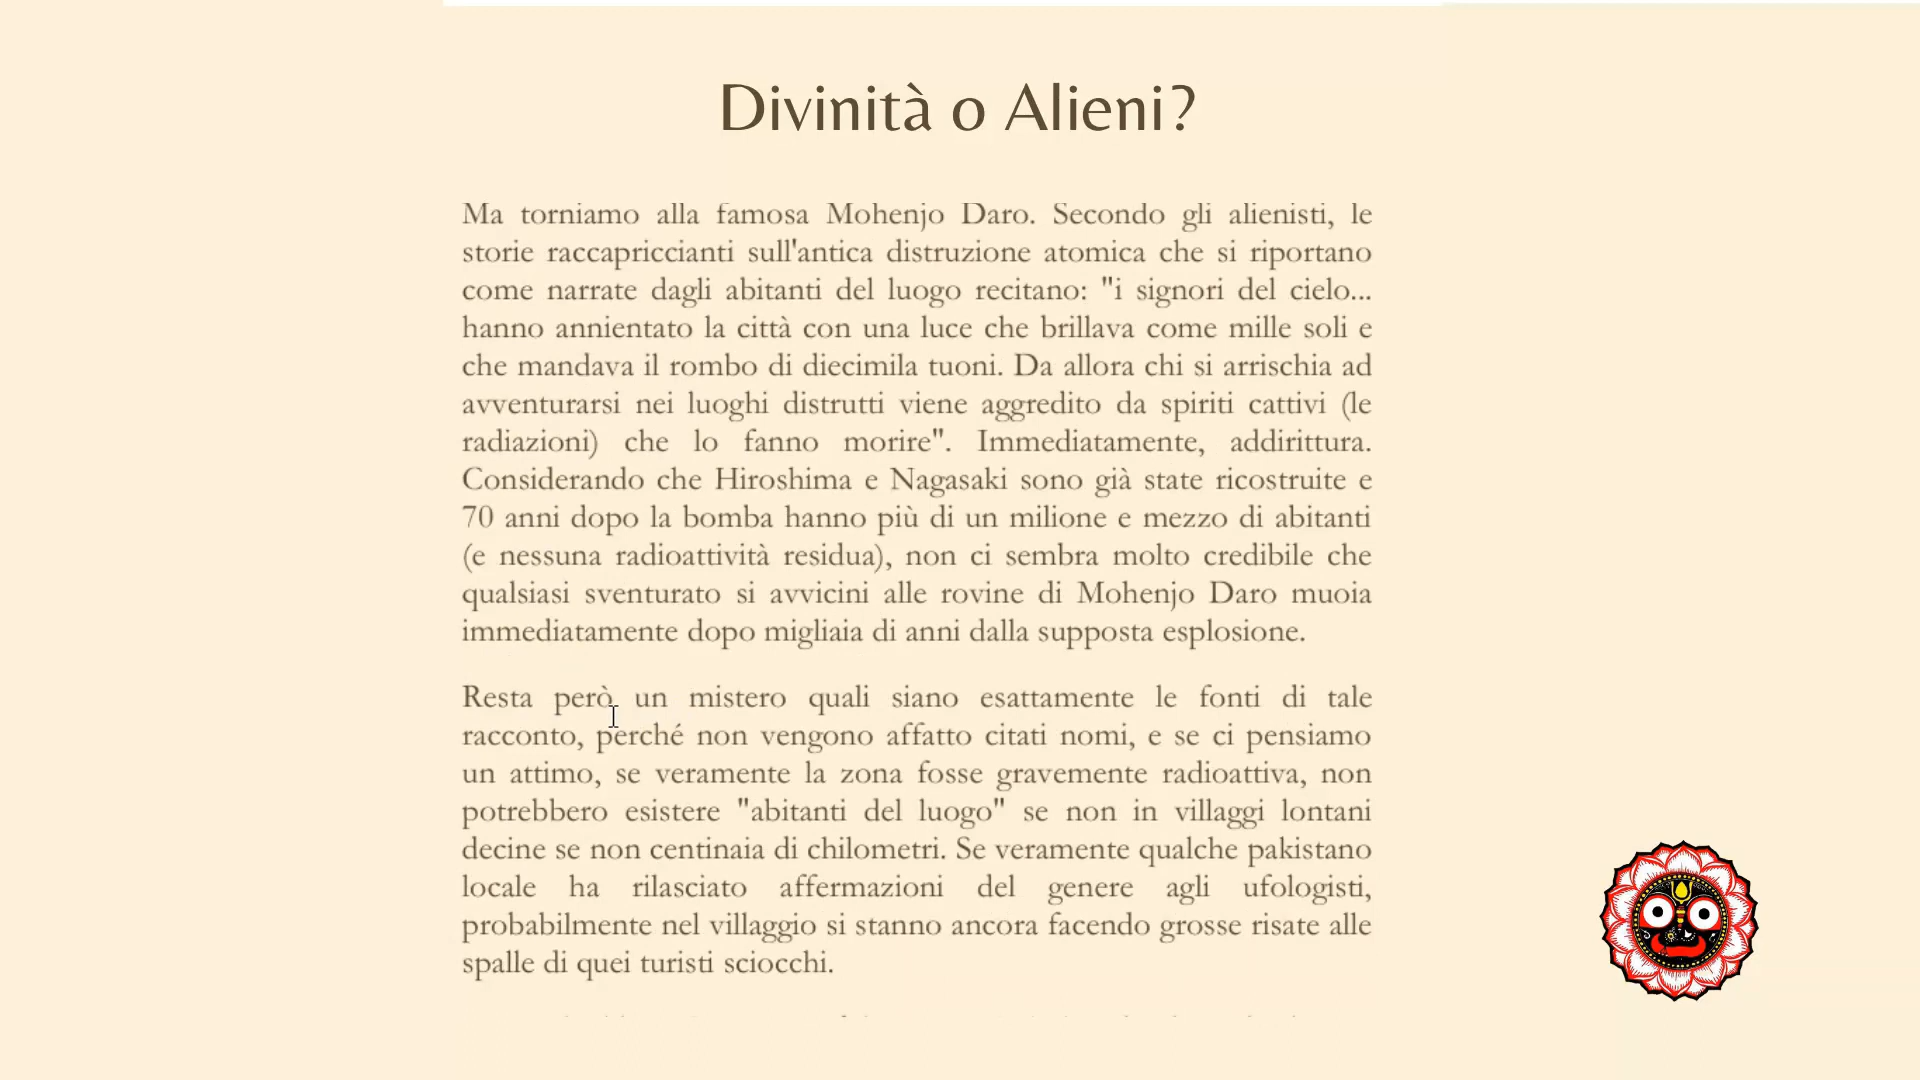 Divinità o Alieni?
Ma torniamo alla famosa Mohenjo Daro. Secondo gli alienisti, le
storie raccapriccianti sull'antica distruzione atomica che si riportano
come narrate dagli abitanti del luogo recitano: "i signori del cielo...
hanno annientato la città con una luce che brillava come mille soli e
che mandava il rombo di diecimila tuoni. Da allora chi si arrischia ad
avventurarsi nei luoghi distrutti viene aggredito da spiriti cattivi (le
radiazioni) che lo fanno morire". Immediatamente, addirittura.
Considerando che Hiroshima e Nagasaki sono già state ricostruite e
70 anni dopo la bomba hanno più di un milione e mezzo di abitanti
(e nessuna radioattività residua), non ci sembra molto credibile che
qualsiasi sventurato si avvicini alle rovine di Mohenjo Daro muoia
immediatamente dopo migliaia di anni dalla supposta esplosione.
Resta però un mistero quali siano esattamente le fonti di tale
racconto, perché non vengono affatto citati nomi, e se ci pensiamo
un attimo, se veramente la zona fosse gravemente radioattiva, non
potrebbero esistere "abitanti del luogo" se non in villaggi lontani
decine se non centinaia di chilometri. Se veramente qualche pakistano
locale ha rilasciato affermazioni del genere agli ufologisti,
probabilmente nel villaggio si stanno ancora facendo grosse risate alle
spalle di quei turisti sciocchi.